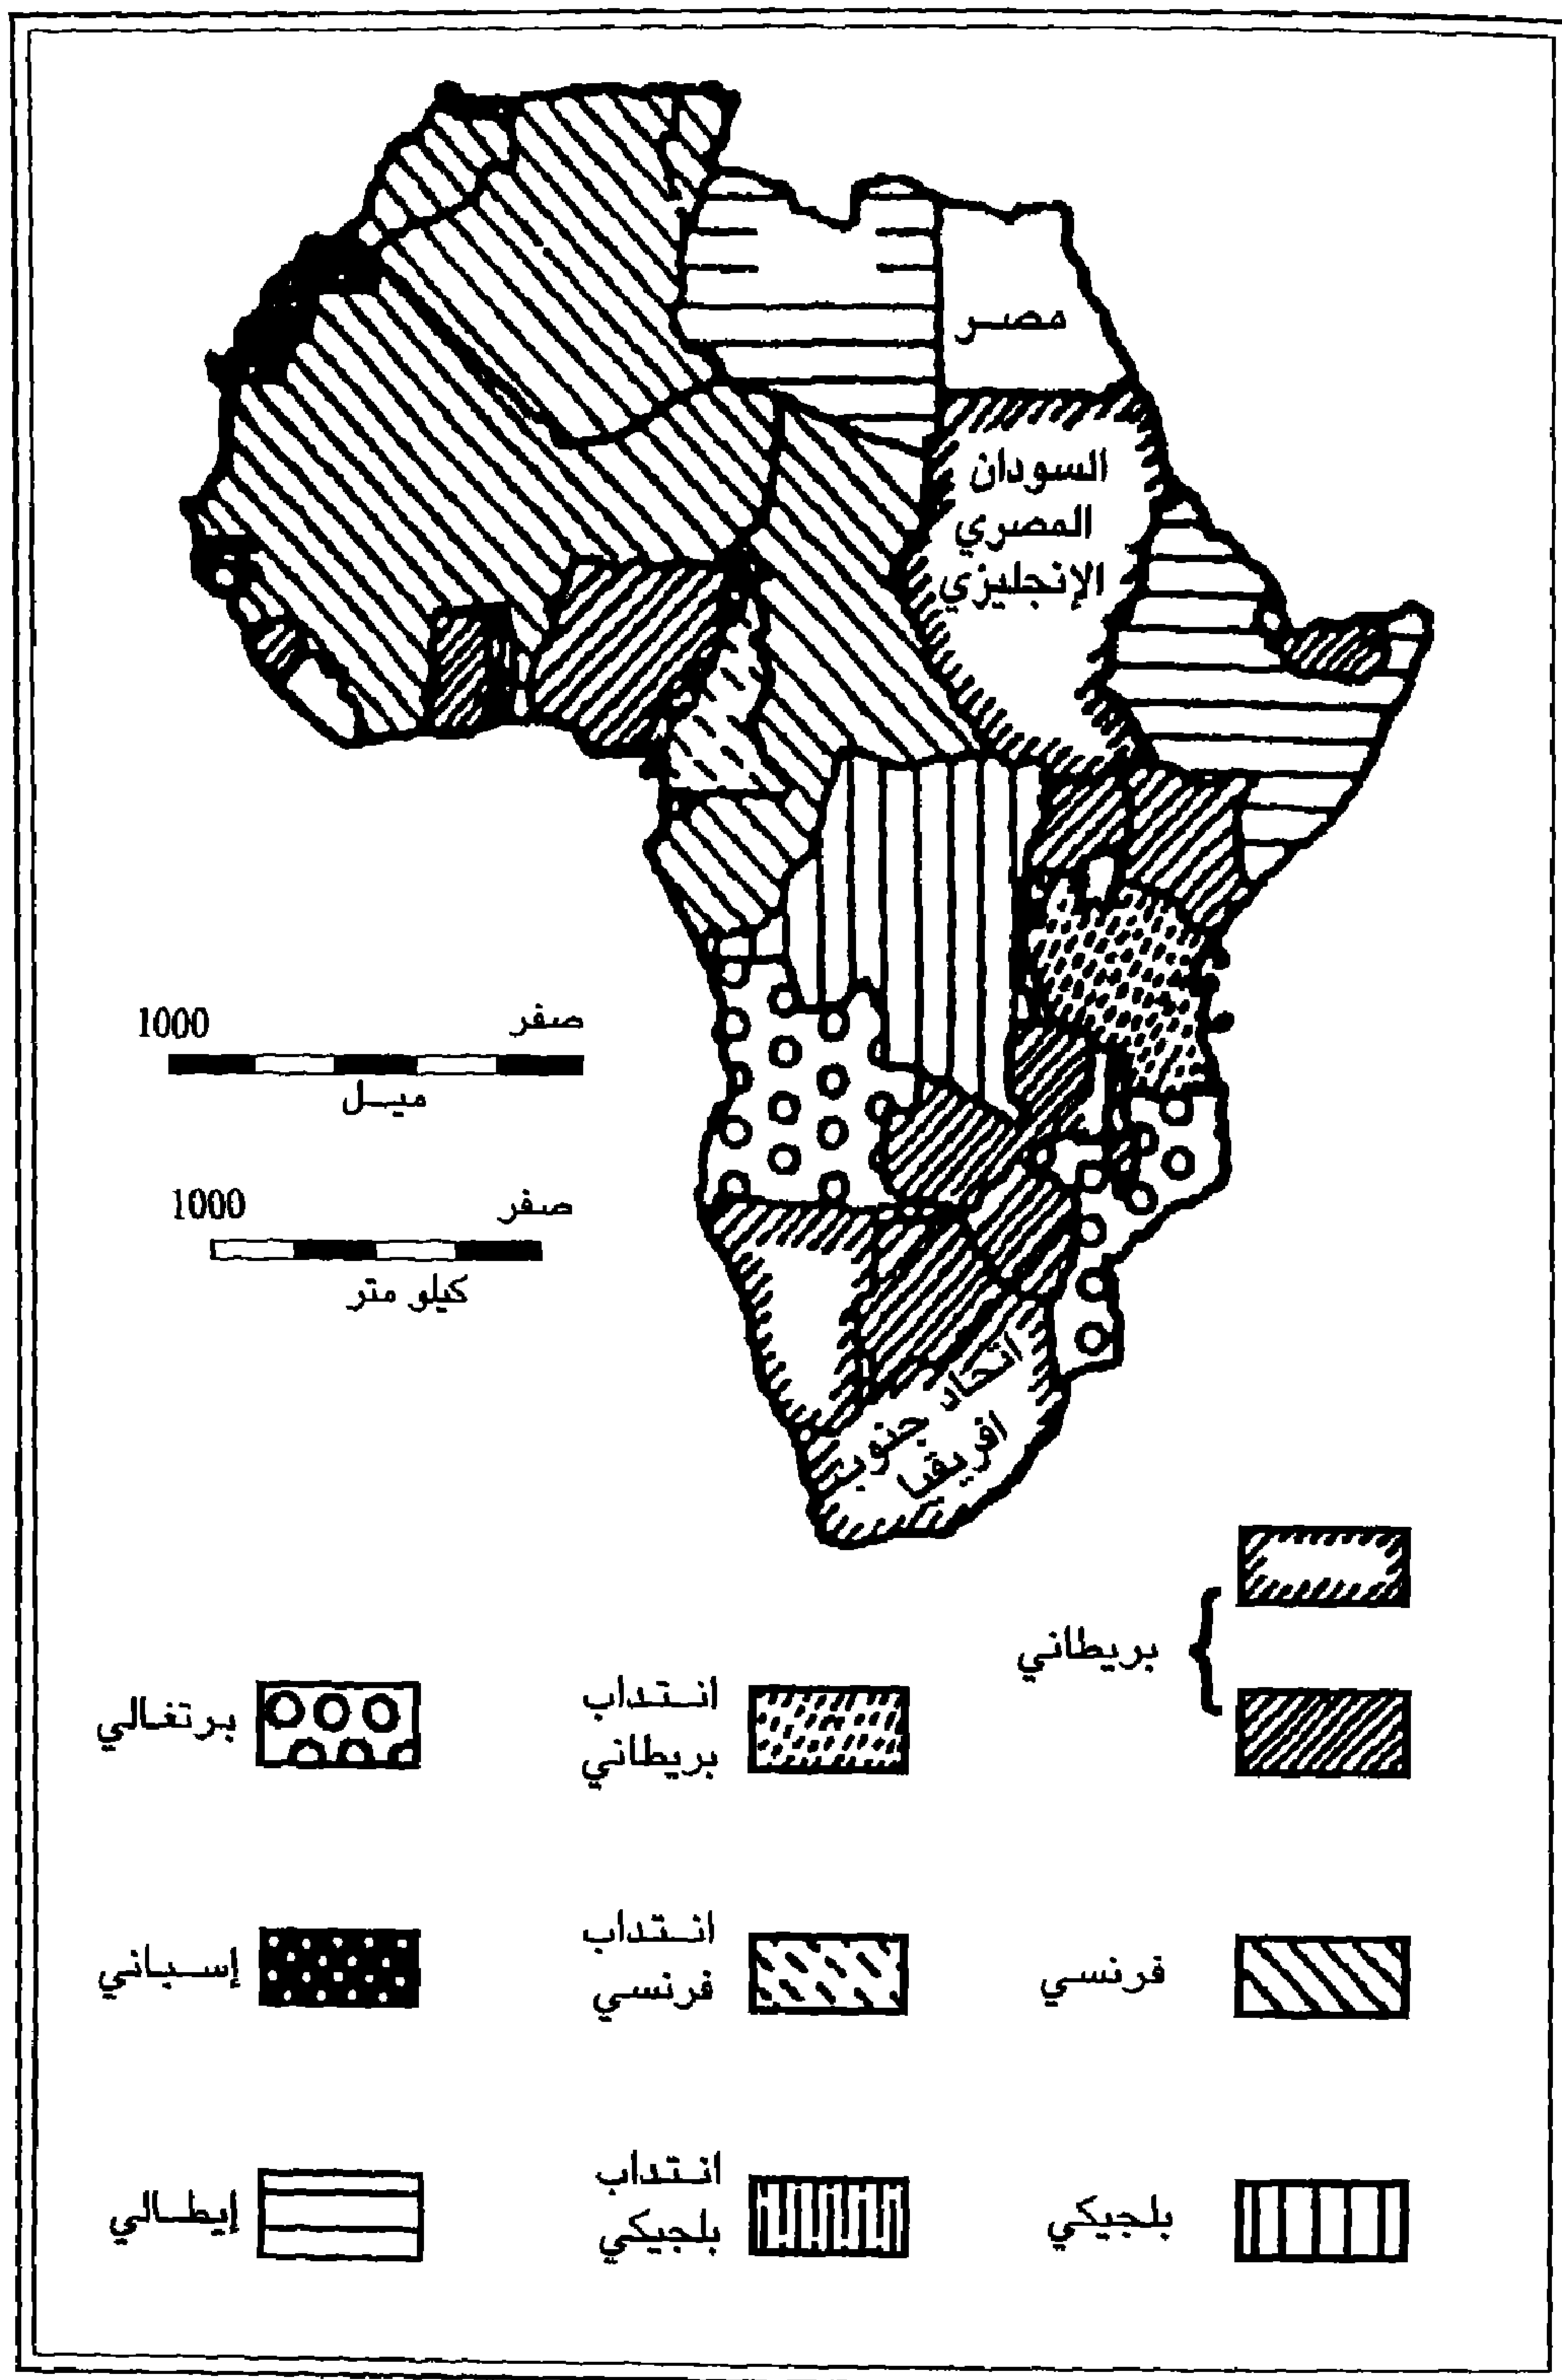 مصر
السودان
المصري
الإنجليزي
صفر 1000
ميل
صفر 1000
كيلو متر
اتحاد جنوب
افريقيا
بريطاني
انتداب
بريطاني
برتغالي
فرنسي
انتداب
فرنسي
إسباني
بلجيكي
انتداب
بلجيكي
إيطالي